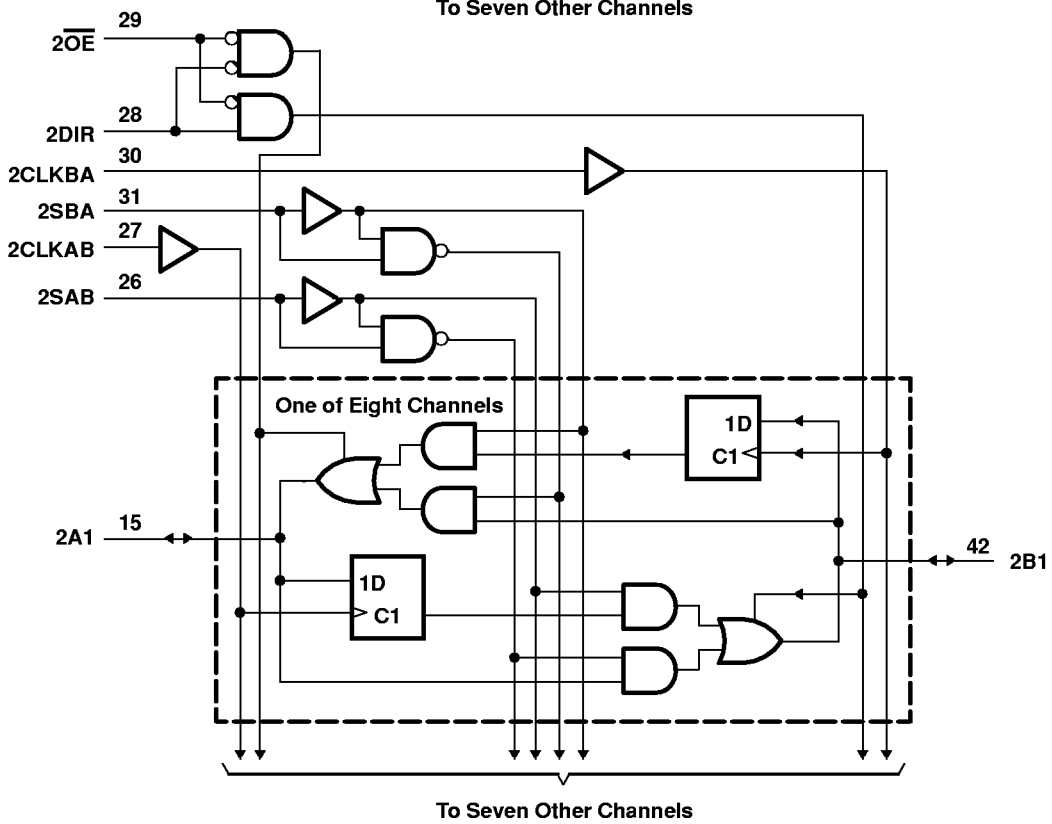 To Seven Other Channels
29
2O̅E̅
28
2DIR
30
2CLKBA
31
2SBA
27
2CLKAB
26
2SAB
One of Eight Channels
1D
C1
15
2A1
42
2B1
1D
C1
To Seven Other Channels